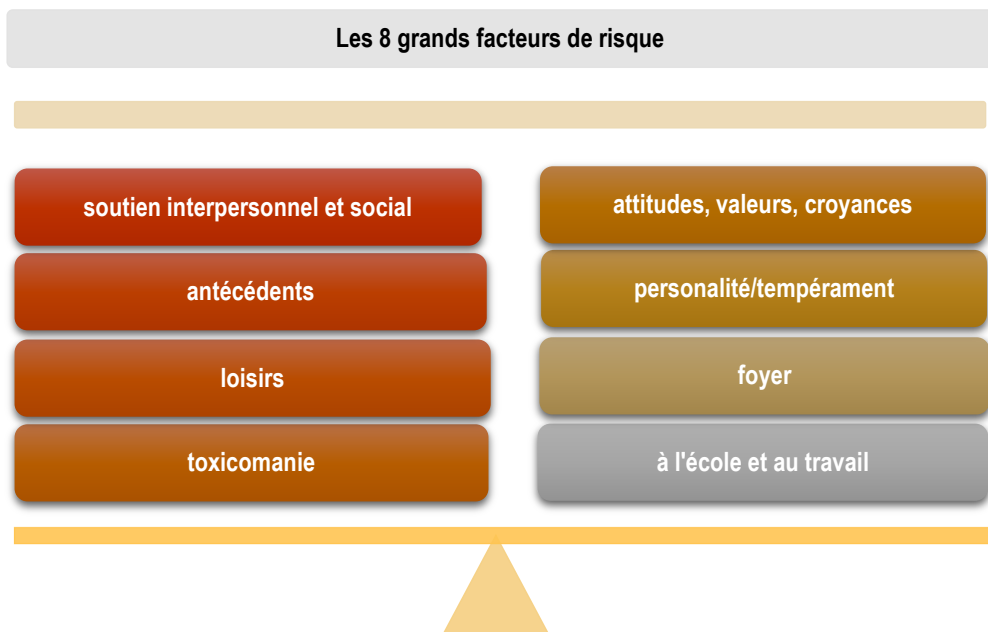 Les 8 grands facteurs de risque
soutien interpersonnel et social
antécédents
loisirs
toxicomanie
attitudes, valeurs, croyances
personalité/tempérament
foyer
à l'école et au travail